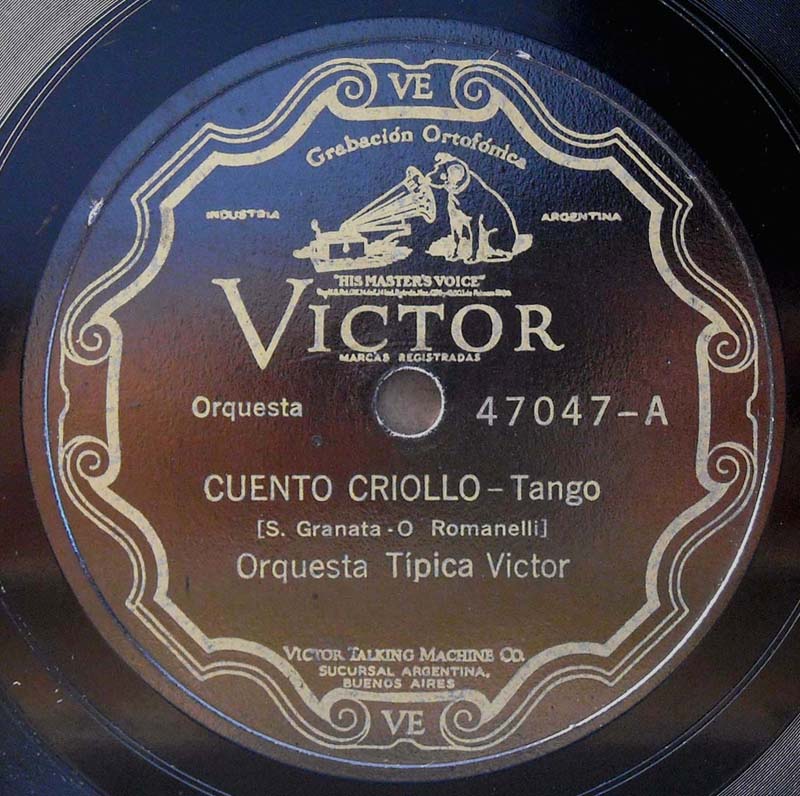 VE
Grabación Ortofónica
INDUSTRIA ARGENTINA
"HIS MASTER'S VOICE"
VICTOR
MARCAS REGISTRADAS
Orquesta 47047-A
CUENTO CRIOLLO - Tango
[S. Granata - O Romanelli]
Orquesta Típica Victor
VICTOR TALKING MACHINE CO.
SUCURSAL ARGENTINA,
BUENOS AIRES
VE